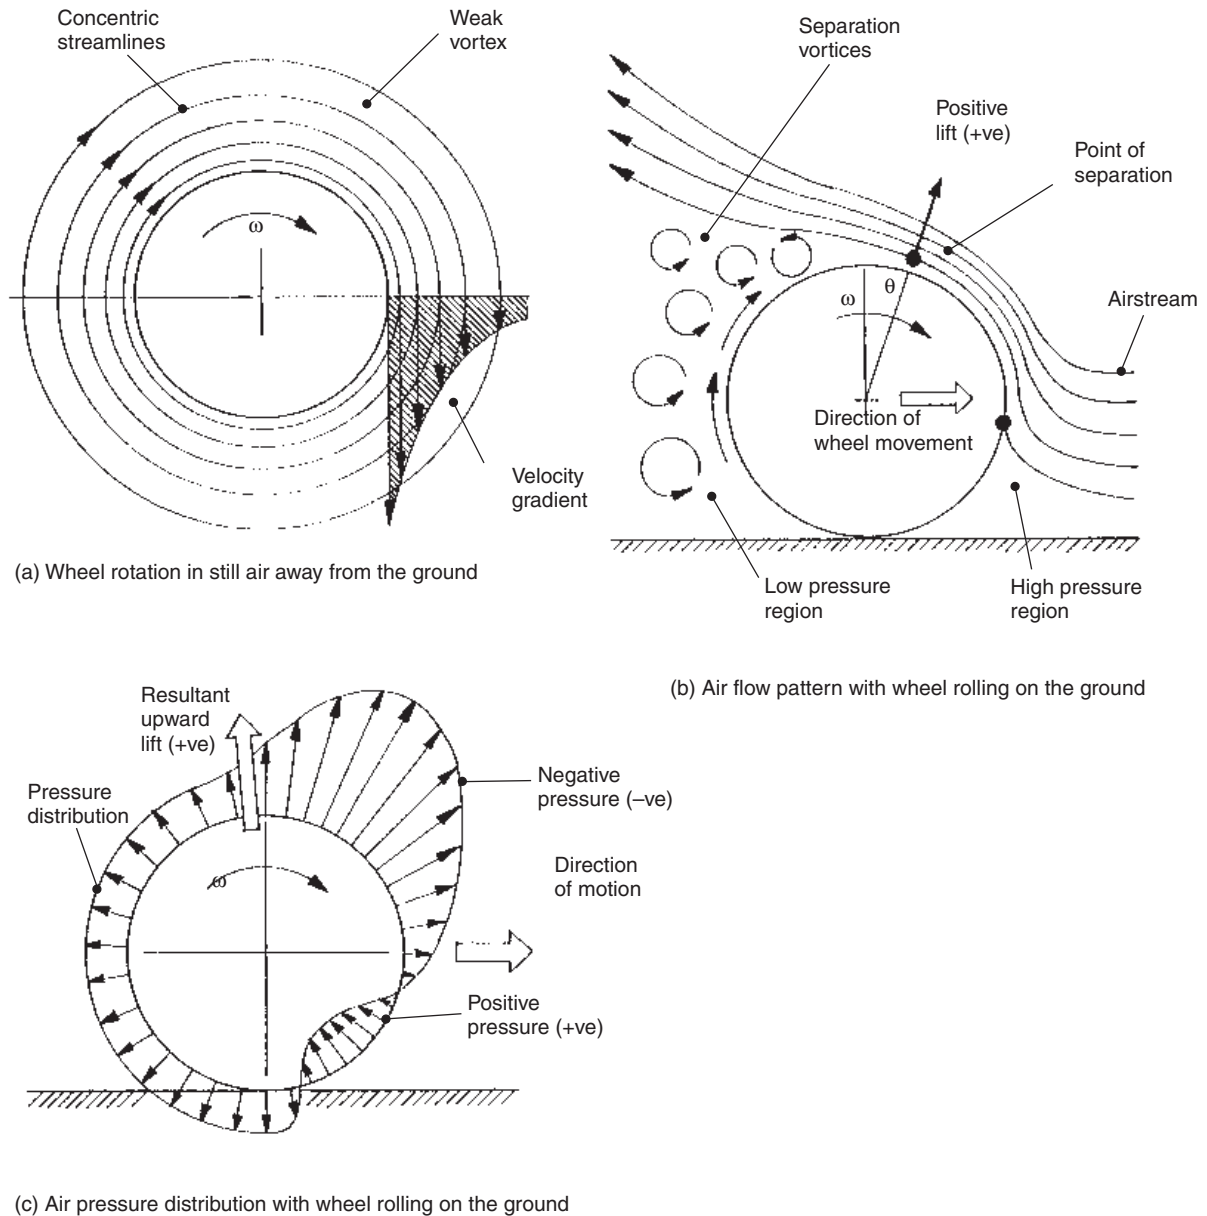 Concentric
streamlines
Weak
vortex
ω
Velocity
gradient
(a) Wheel rotation in still air away from the ground
Separation
vortices
Positive
lift (+ve)
Point of
separation
Airstream
ω
θ
Direction of
wheel movement
Low pressure
region
High pressure
region
(b) Air flow pattern with wheel rolling on the ground
Resultant
upward
lift (+ve)
Pressure
distribution
Negative
pressure (–ve)
ω
Direction
of motion
Positive
pressure (+ve)
(c) Air pressure distribution with wheel rolling on the ground